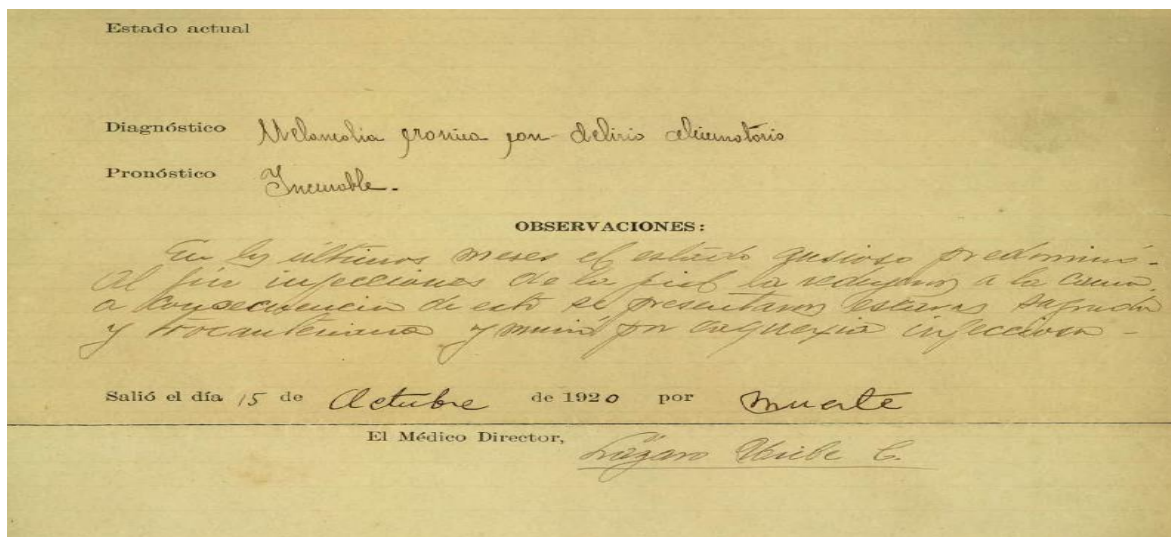 Estado actual
Diagnóstico Melancolia cronica con delirio alucinatorio
Pronóstico Incurable.
OBSERVACIONES:
En los últimos meses el estado ansioso predominó.
Al fin infecciones de la piel la redujeron a la cama,
a consecuencia de esto se presentaron escaras sagrada
y trocanteriana y murió por caquexia infecciosa -
Salió el día 15 de Octubre de 1920 por muerte
El Médico Director,
Lázaro Uribe C.